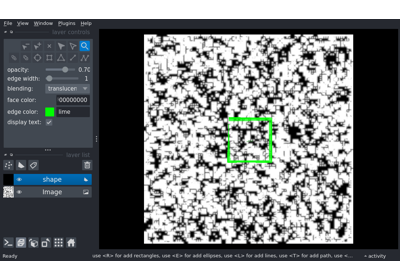 File View Window Plugins Help
layer controls
opacity: 0.70
edge width: 1
blending: translucen
face color: 00000000
edge color: lime
display text:
layer list
shape
Image
Ready
use <R> for add rectangles, use <E> for add ellipses, use <L> for add lines, use <T> for add path, use <...
activity